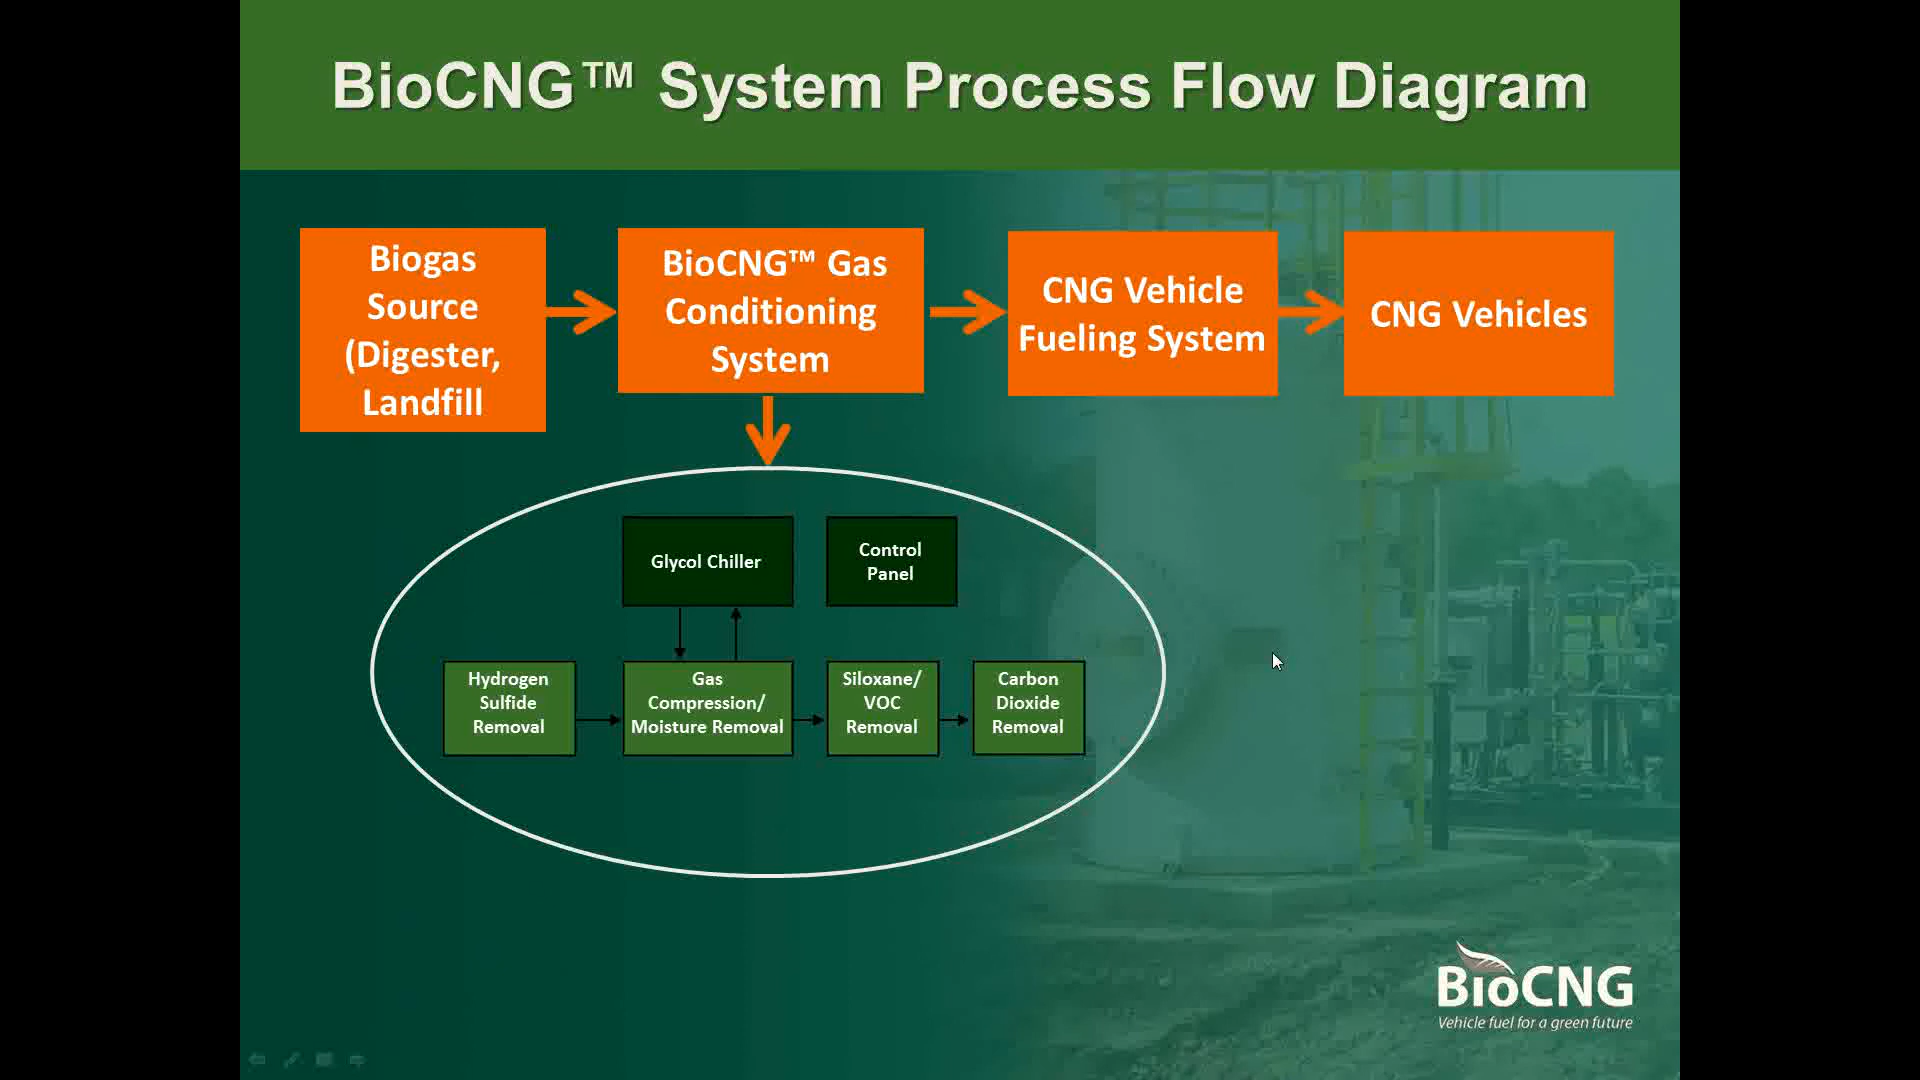 BioCNG™ System Process Flow Diagram
Biogas
Source
(Digester,
Landfill
BioCNG™ Gas
Conditioning
System
CNG Vehicle
Fueling System
CNG Vehicles
Glycol Chiller
Control
Panel
Hydrogen
Sulfide
Removal
Gas
Compression/
Moisture Removal
Siloxane/
VOC
Removal
Carbon
Dioxide
Removal
BioCNG
Vehicle fuel for a green future